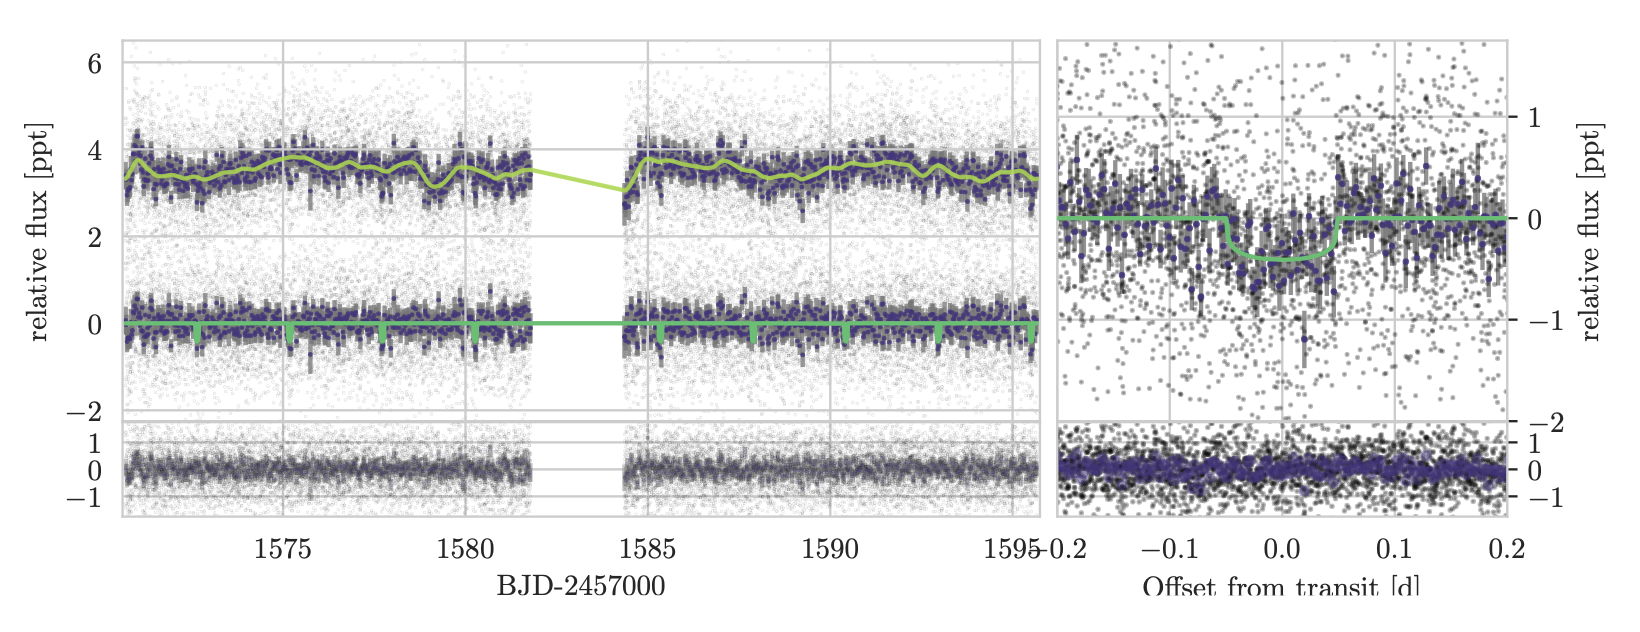 relative flux [ppt]
6
4
2
0
−2
1
0
−1
1575 1580 1585 1590 1595
BJD-2457000
1
0
−1
−2
1
0
−1
relative flux [ppt]
−0.2 −0.1 0.0 0.1 0.2
Offset from transit [d]